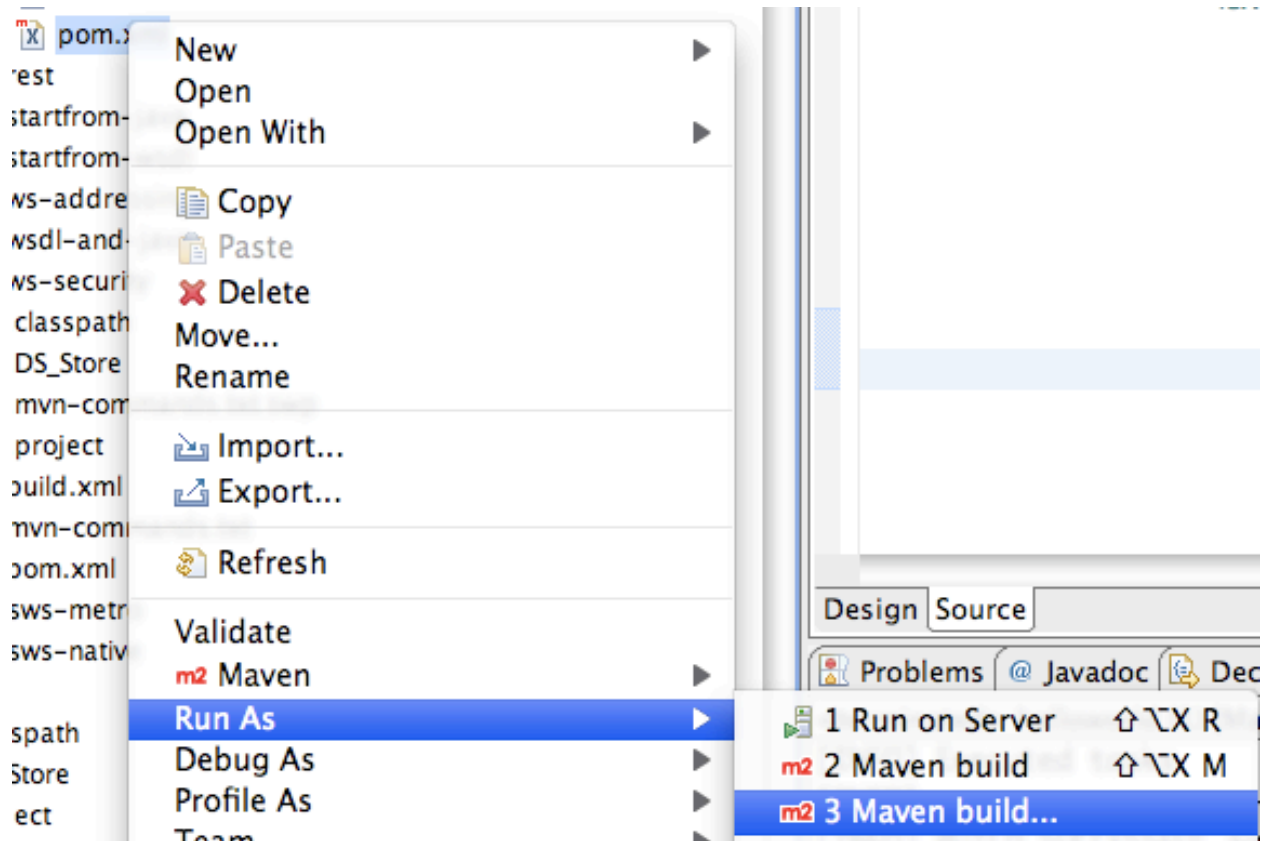 pom.x
New
rest
Open
startfrom-
Open With
startfrom-
ws-addre
Copy
wsdl-and-
Paste
ws-securi
Delete
classpath
Move...
DS_Store
Rename
mvn-com
project
Import...
build.xml
Export...
mvn-com
pom.xml
Refresh
sws-metr
Design Source
Validate
sws-nativ
m2 Maven
Problems @ Javadoc Dec
Run As
1 Run on Server ⇧⌥X R
spath
Debug As
m2 2 Maven build ⇧⌥X M
Store
Profile As
m2 3 Maven build...
ect
Team